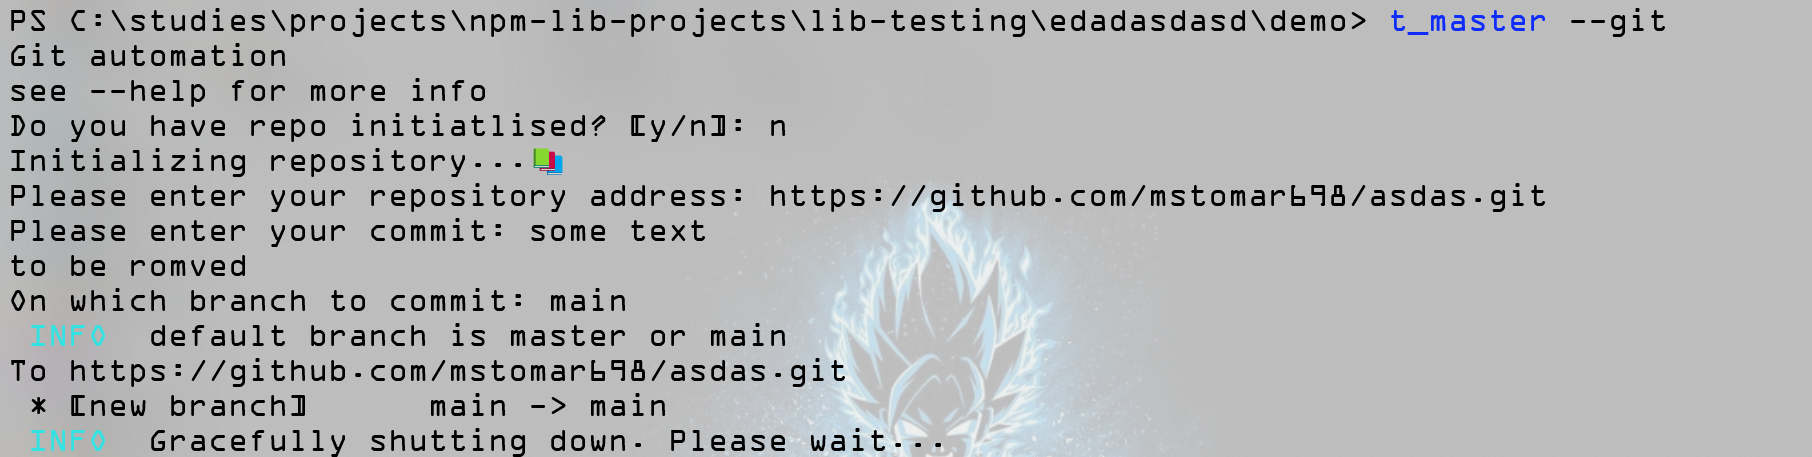 PS C:\studies\projects\npm-lib-projects\lib-testing\edadasdasd\demo> t_master --git
Git automation
see --help for more info
Do you have repo initiatlised? [y/n]: n
Initializing repository...📚
Please enter your repository address: https://github.com/mstomar698/asdas.git
Please enter your commit: some text
to be romved
On which branch to commit: main
INFO  default branch is master or main
To https://github.com/mstomar698/asdas.git
* [new branch]      main -> main
INFO  Gracefully shutting down. Please wait...